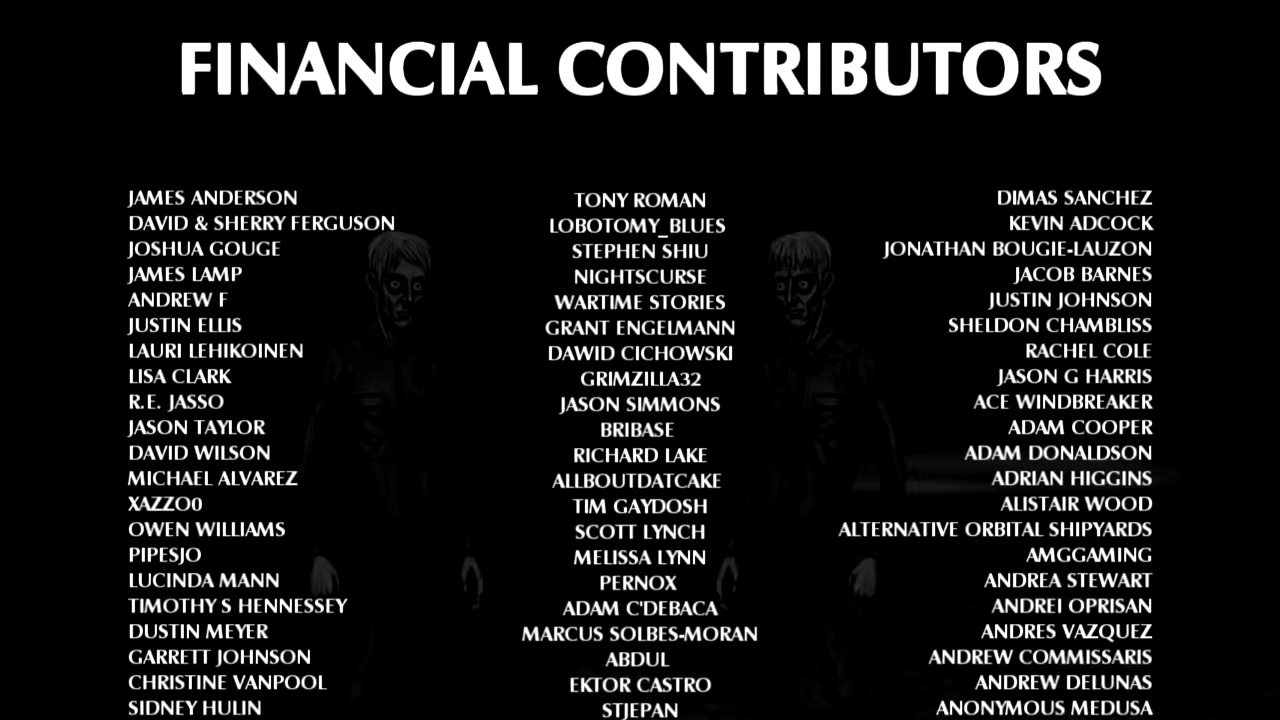 FINANCIAL CONTRIBUTORS
JAMES ANDERSON
DAVID & SHERRY FERGUSON
JOSHUA GOUGE
JAMES LAMP
ANDREW F
JUSTIN ELLIS
LAURI LEHIKOINEN
LISA CLARK
R.E. JASSO
JASON TAYLOR
DAVID WILSON
MICHAEL ALVAREZ
XAZZO0
OWEN WILLIAMS
PIPESJO
LUCINDA MANN
TIMOTHY S HENNESSEY
DUSTIN MEYER
GARRETT JOHNSON
CHRISTINE VANPOOL
SIDNEY HULIN
TONY ROMAN
LOBOTOMY_BLUES
STEPHEN SHIU
NIGHTSCURSE
WARTIME STORIES
GRANT ENGELMANN
DAWID CICHOWSKI
GRIMZILLA32
JASON SIMMONS
BRIBASE
RICHARD LAKE
ALLBOUTDATCAKE
TIM GAYDOSH
SCOTT LYNCH
MELISSA LYNN
PERNOX
ADAM C'DEBACA
MARCUS SOLBES-MORAN
ABDUL
EKTOR CASTRO
STJEPAN
DIMAS SANCHEZ
KEVIN ADCOCK
JONATHAN BOUGIE-LAUZON
JACOB BARNES
JUSTIN JOHNSON
SHELDON CHAMBLISS
RACHEL COLE
JASON G HARRIS
ACE WINDBREAKER
ADAM COOPER
ADAM DONALDSON
ADRIAN HIGGINS
ALISTAIR WOOD
ALTERNATIVE ORBITAL SHIPYARDS
AMGGAMING
ANDREA STEWART
ANDREI OPRISAN
ANDRES VAZQUEZ
ANDREW COMMISSARIS
ANDREW DELUNAS
ANONYMOUS MEDUSA